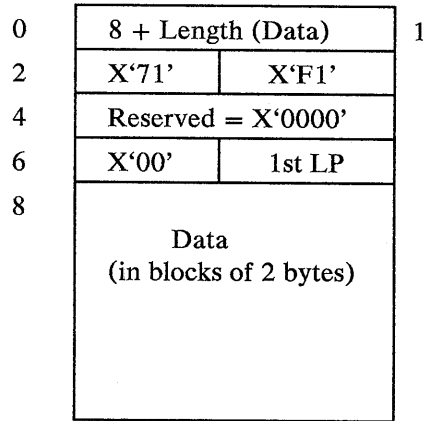 0 8 + Length (Data) 1
2 X‘71’ X‘F1’
4 Reserved = X‘0000’
6 X‘00’ 1st LP
8
Data
(in blocks of 2 bytes)